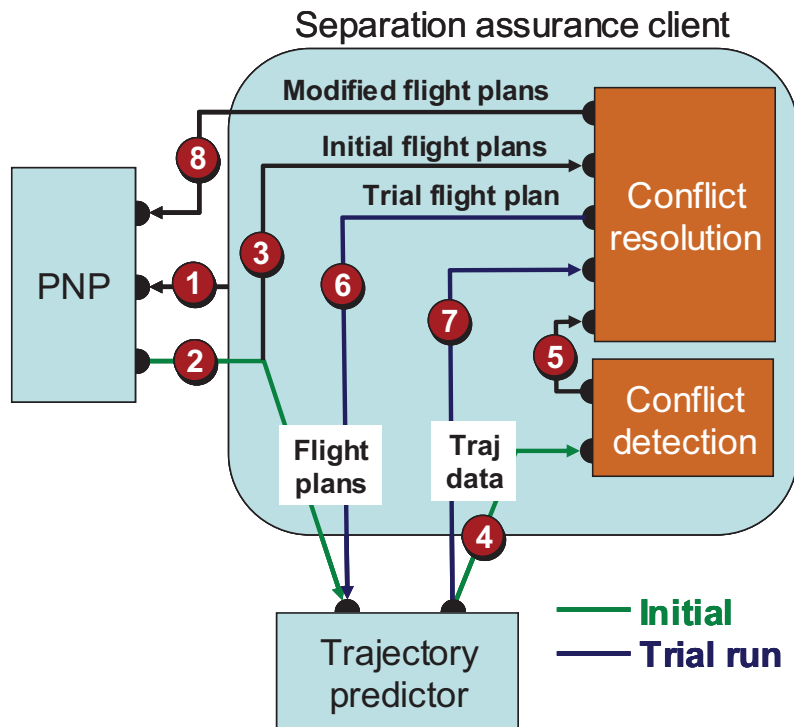 Separation assurance client
Modified flight plans
8
Initial flight plans
Trial flight plan
3
6
1
2
7
5
4
PNP
Conflict
resolution
Conflict
detection
Flight
plans
Traj
data
Trajectory
predictor
Initial
Trial run